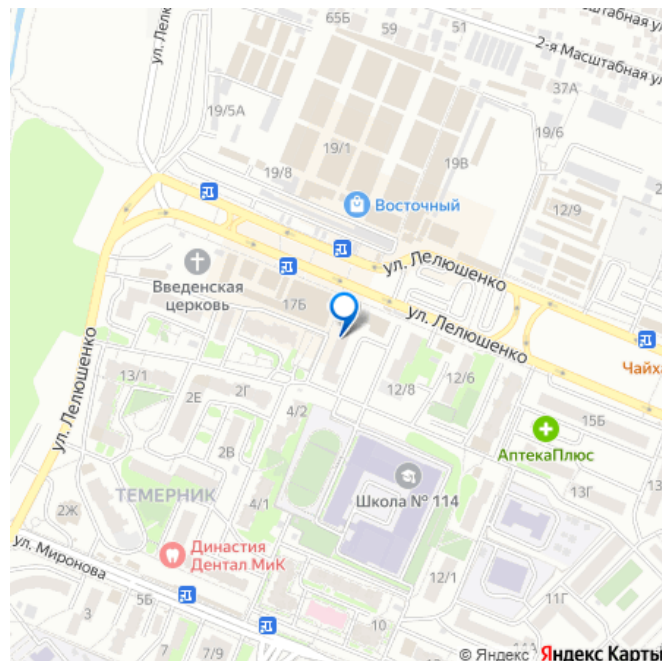 65Б
59
51
2-я Масштабная ул.
ул. Лел
37А
19/5А
19/1
19В
19/6
19/8
12/9
Восточный
ул. Лелюшенко
Введенская
церковь
17Б
ул. Лелюшенко
Чайха
13/1
2Е
2Г
12/8
12/6
4/2
15Б
ул. Лелюшенко
2В
АптекаПлюс
ТЕМЕРНИК
4/1
Школа № 114
13Г
2Ж
ул. Миронова
Династия
Дентал МиК
12/1
11Г
5Б
3
10
7
7/9
© Яндекс
Яндекс Карты